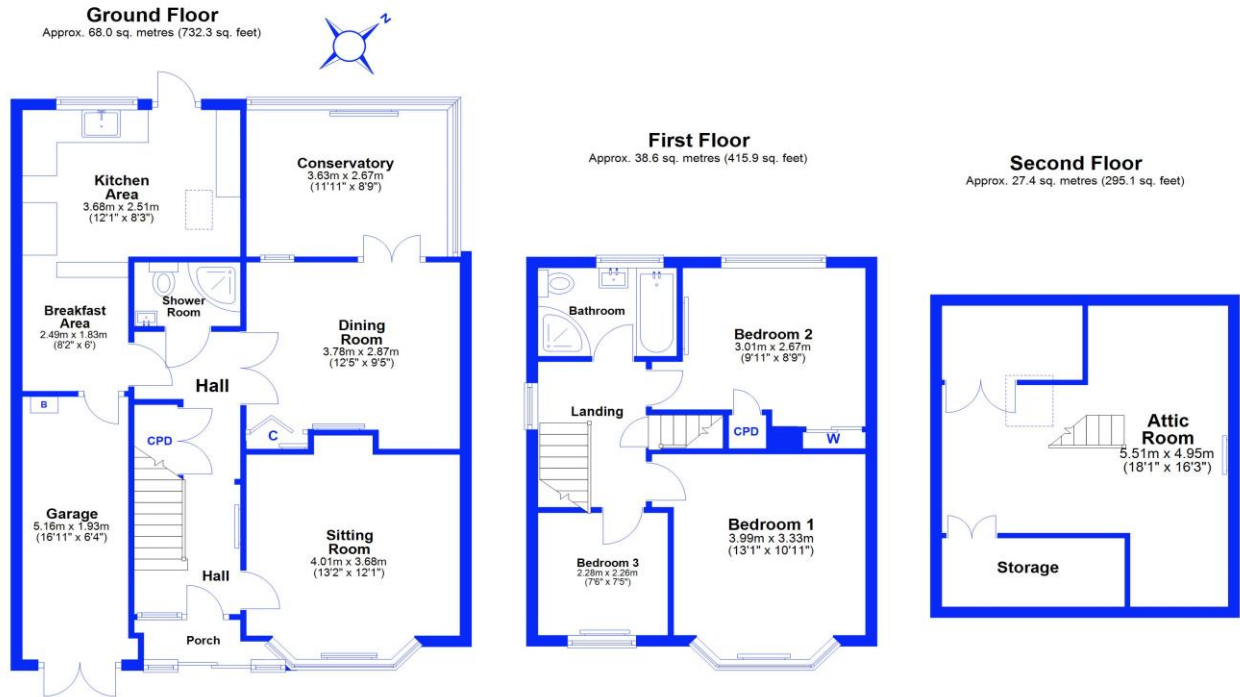 Ground Floor
Approx. 68.0 sq. metres (732.3 sq. feet)
N
Kitchen
Area
3.68m x 2.51m
(12'1" x 8'3")
Conservatory
3.63m x 2.67m
(11'11" x 8'9")
Breakfast
Area
2.49m x 1.83m
(8'2" x 6')
Shower
Room
Dining
Room
3.78m x 2.87m
(12'5" x 9'5")
Hall
B
CPD
C
Garage
5.16m x 1.93m
(16'11" x 6'4")
Sitting
Room
4.01m x 3.68m
(13'2" x 12'1")
Hall
Porch
First Floor
Approx. 38.6 sq. metres (415.9 sq. feet)
Bathroom
Bedroom 2
3.01m x 2.67m
(9'11" x 8'9")
Landing
CPD
W
Bedroom 1
3.99m x 3.33m
(13'1" x 10'11")
Bedroom 3
2.28m x 2.26m
(7'6" x 7'5")
Second Floor
Approx. 27.4 sq. metres (295.1 sq. feet)
Attic
Room
5.51m x 4.95m
(18'1" x 16'3")
Storage